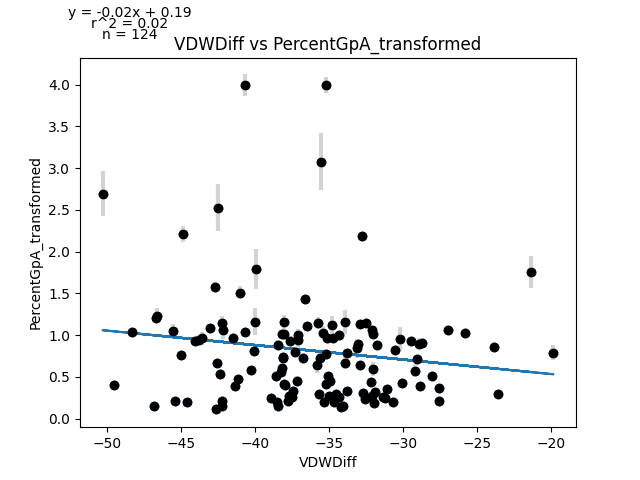 y = -0.02x + 0.19
r^2 = 0.02
n = 124
VDWDiff vs PercentGpA_transformed
4.0
3.5
3.0
2.5
2.0
1.5
1.0
0.5
0.0
PercentGpA_transformed
−50 −45 −40 −35 −30 −25 −20
VDWDiff